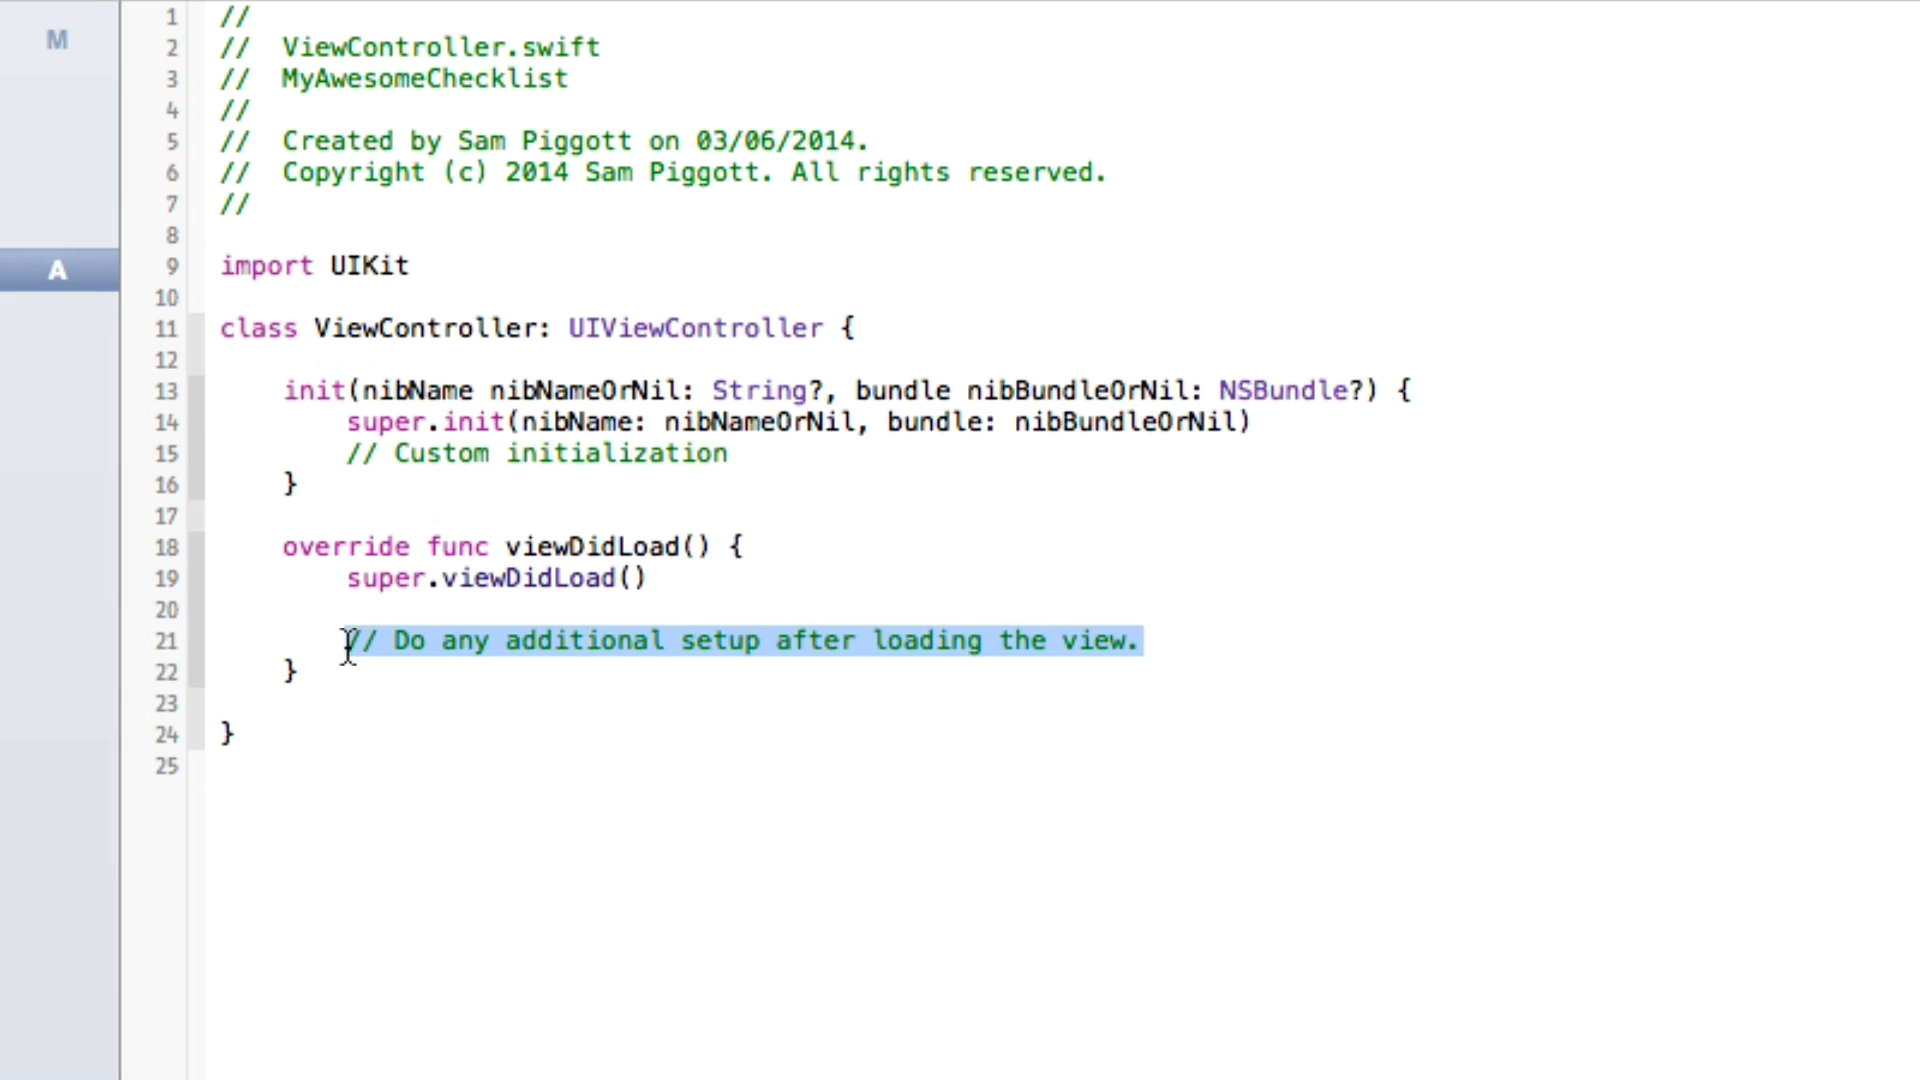 M
A
1 //
2 //  ViewController.swift
3 //  MyAwesomeChecklist
4 //
5 //  Created by Sam Piggott on 03/06/2014.
6 //  Copyright (c) 2014 Sam Piggott. All rights reserved.
7 //
8
9 import UIKit
10
11 class ViewController: UIViewController {
12
13     init(nibName nibNameOrNil: String?, bundle nibBundleOrNil: NSBundle?) {
14         super.init(nibName: nibNameOrNil, bundle: nibBundleOrNil)
15         // Custom initialization
16     }
17
18     override func viewDidLoad() {
19         super.viewDidLoad()
20
21         // Do any additional setup after loading the view.
22     }
23
24 }
25